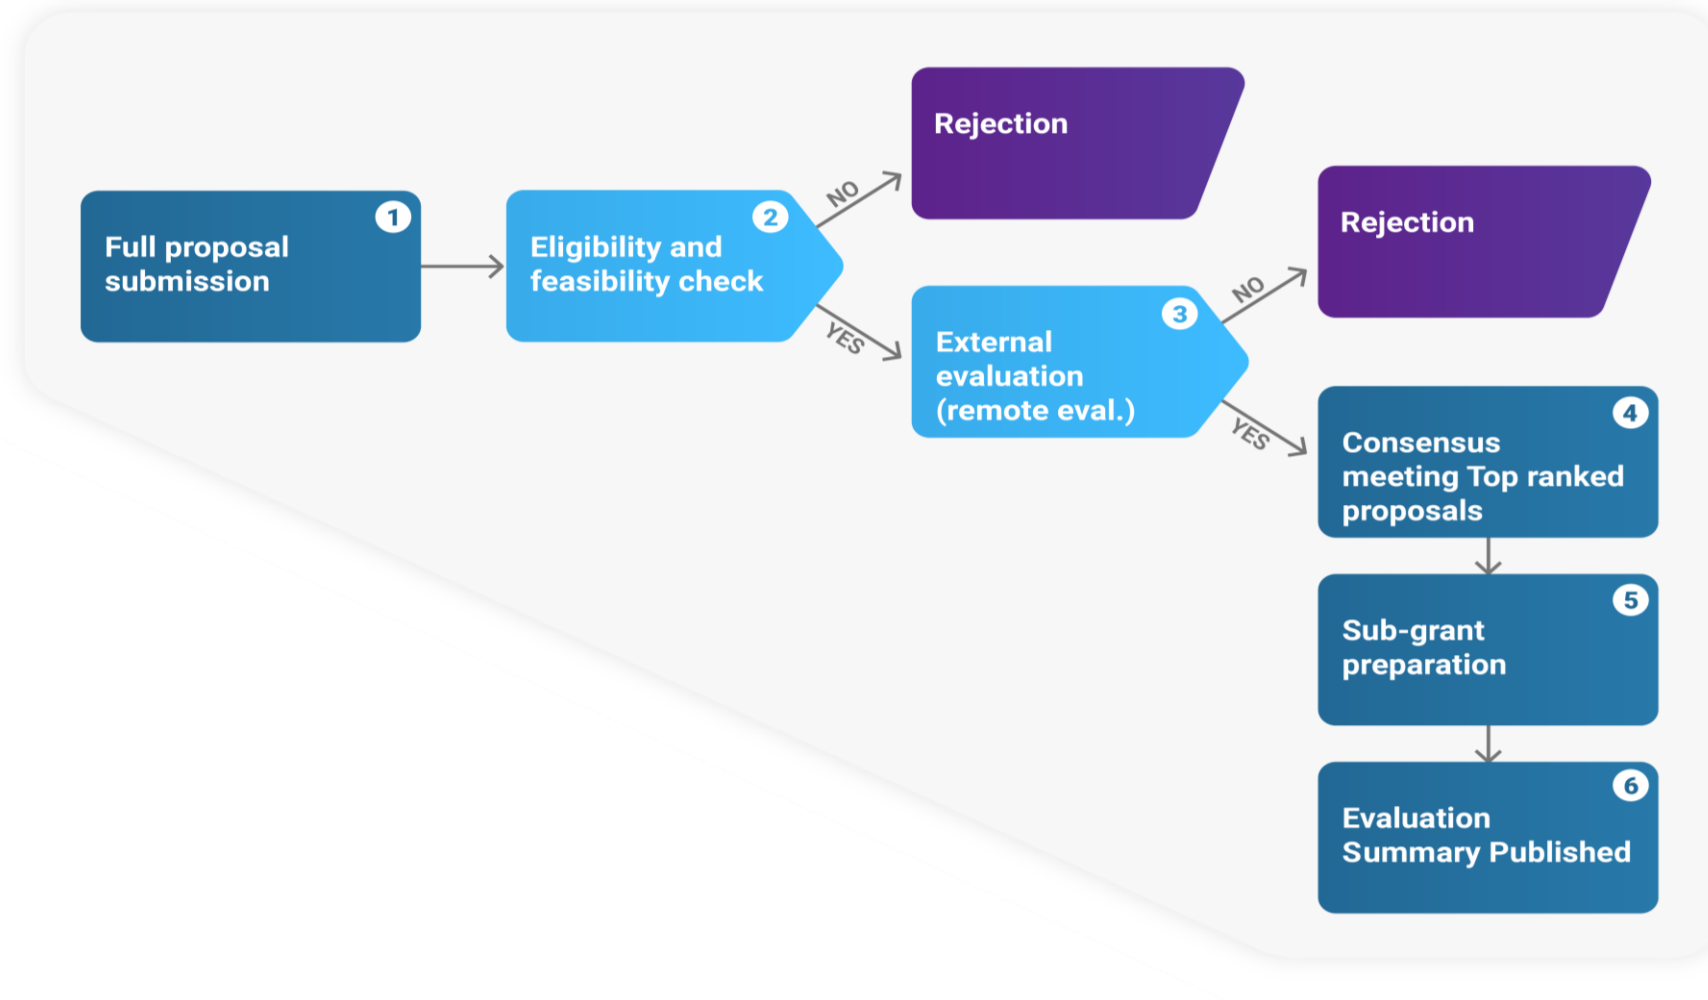 1
Full proposal
submission
2
Eligibility and
feasibility check
NO
Rejection
YES
3
External
evaluation
(remote eval.)
NO
Rejection
YES
4
Consensus
meeting Top ranked
proposals
5
Sub-grant
preparation
6
Evaluation
Summary Published